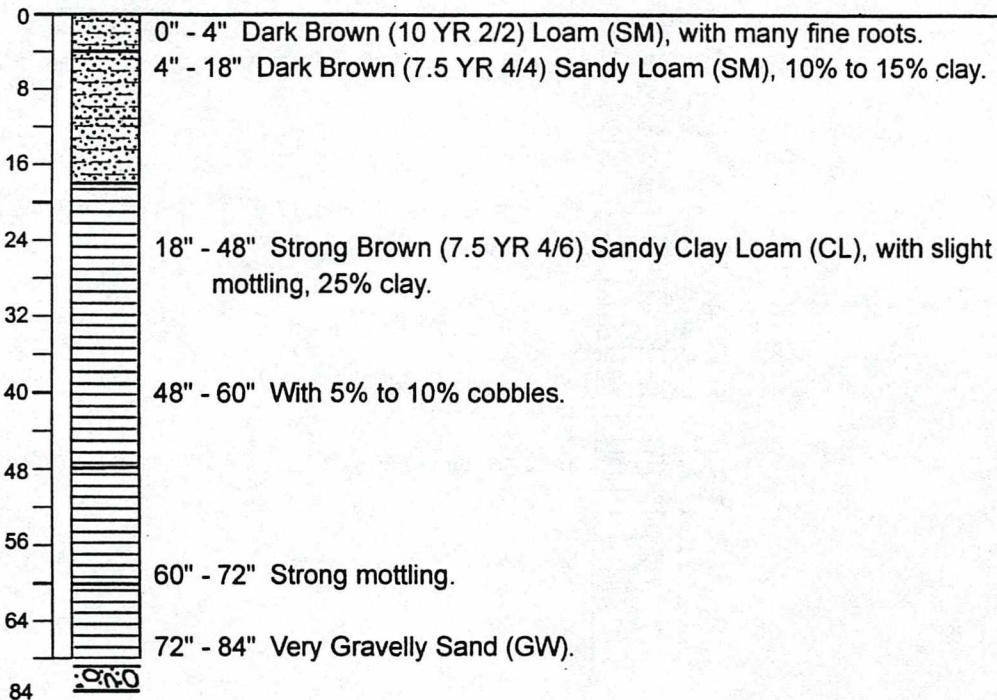 0
0" - 4" Dark Brown (10 YR 2/2) Loam (SM), with many fine roots.
4" - 18" Dark Brown (7.5 YR 4/4) Sandy Loam (SM), 10% to 15% clay.
8
16
24
18" - 48" Strong Brown (7.5 YR 4/6) Sandy Clay Loam (CL), with slight
mottling, 25% clay.
32
40
48" - 60" With 5% to 10% cobbles.
48
56
60" - 72" Strong mottling.
64
72" - 84" Very Gravelly Sand (GW).
84